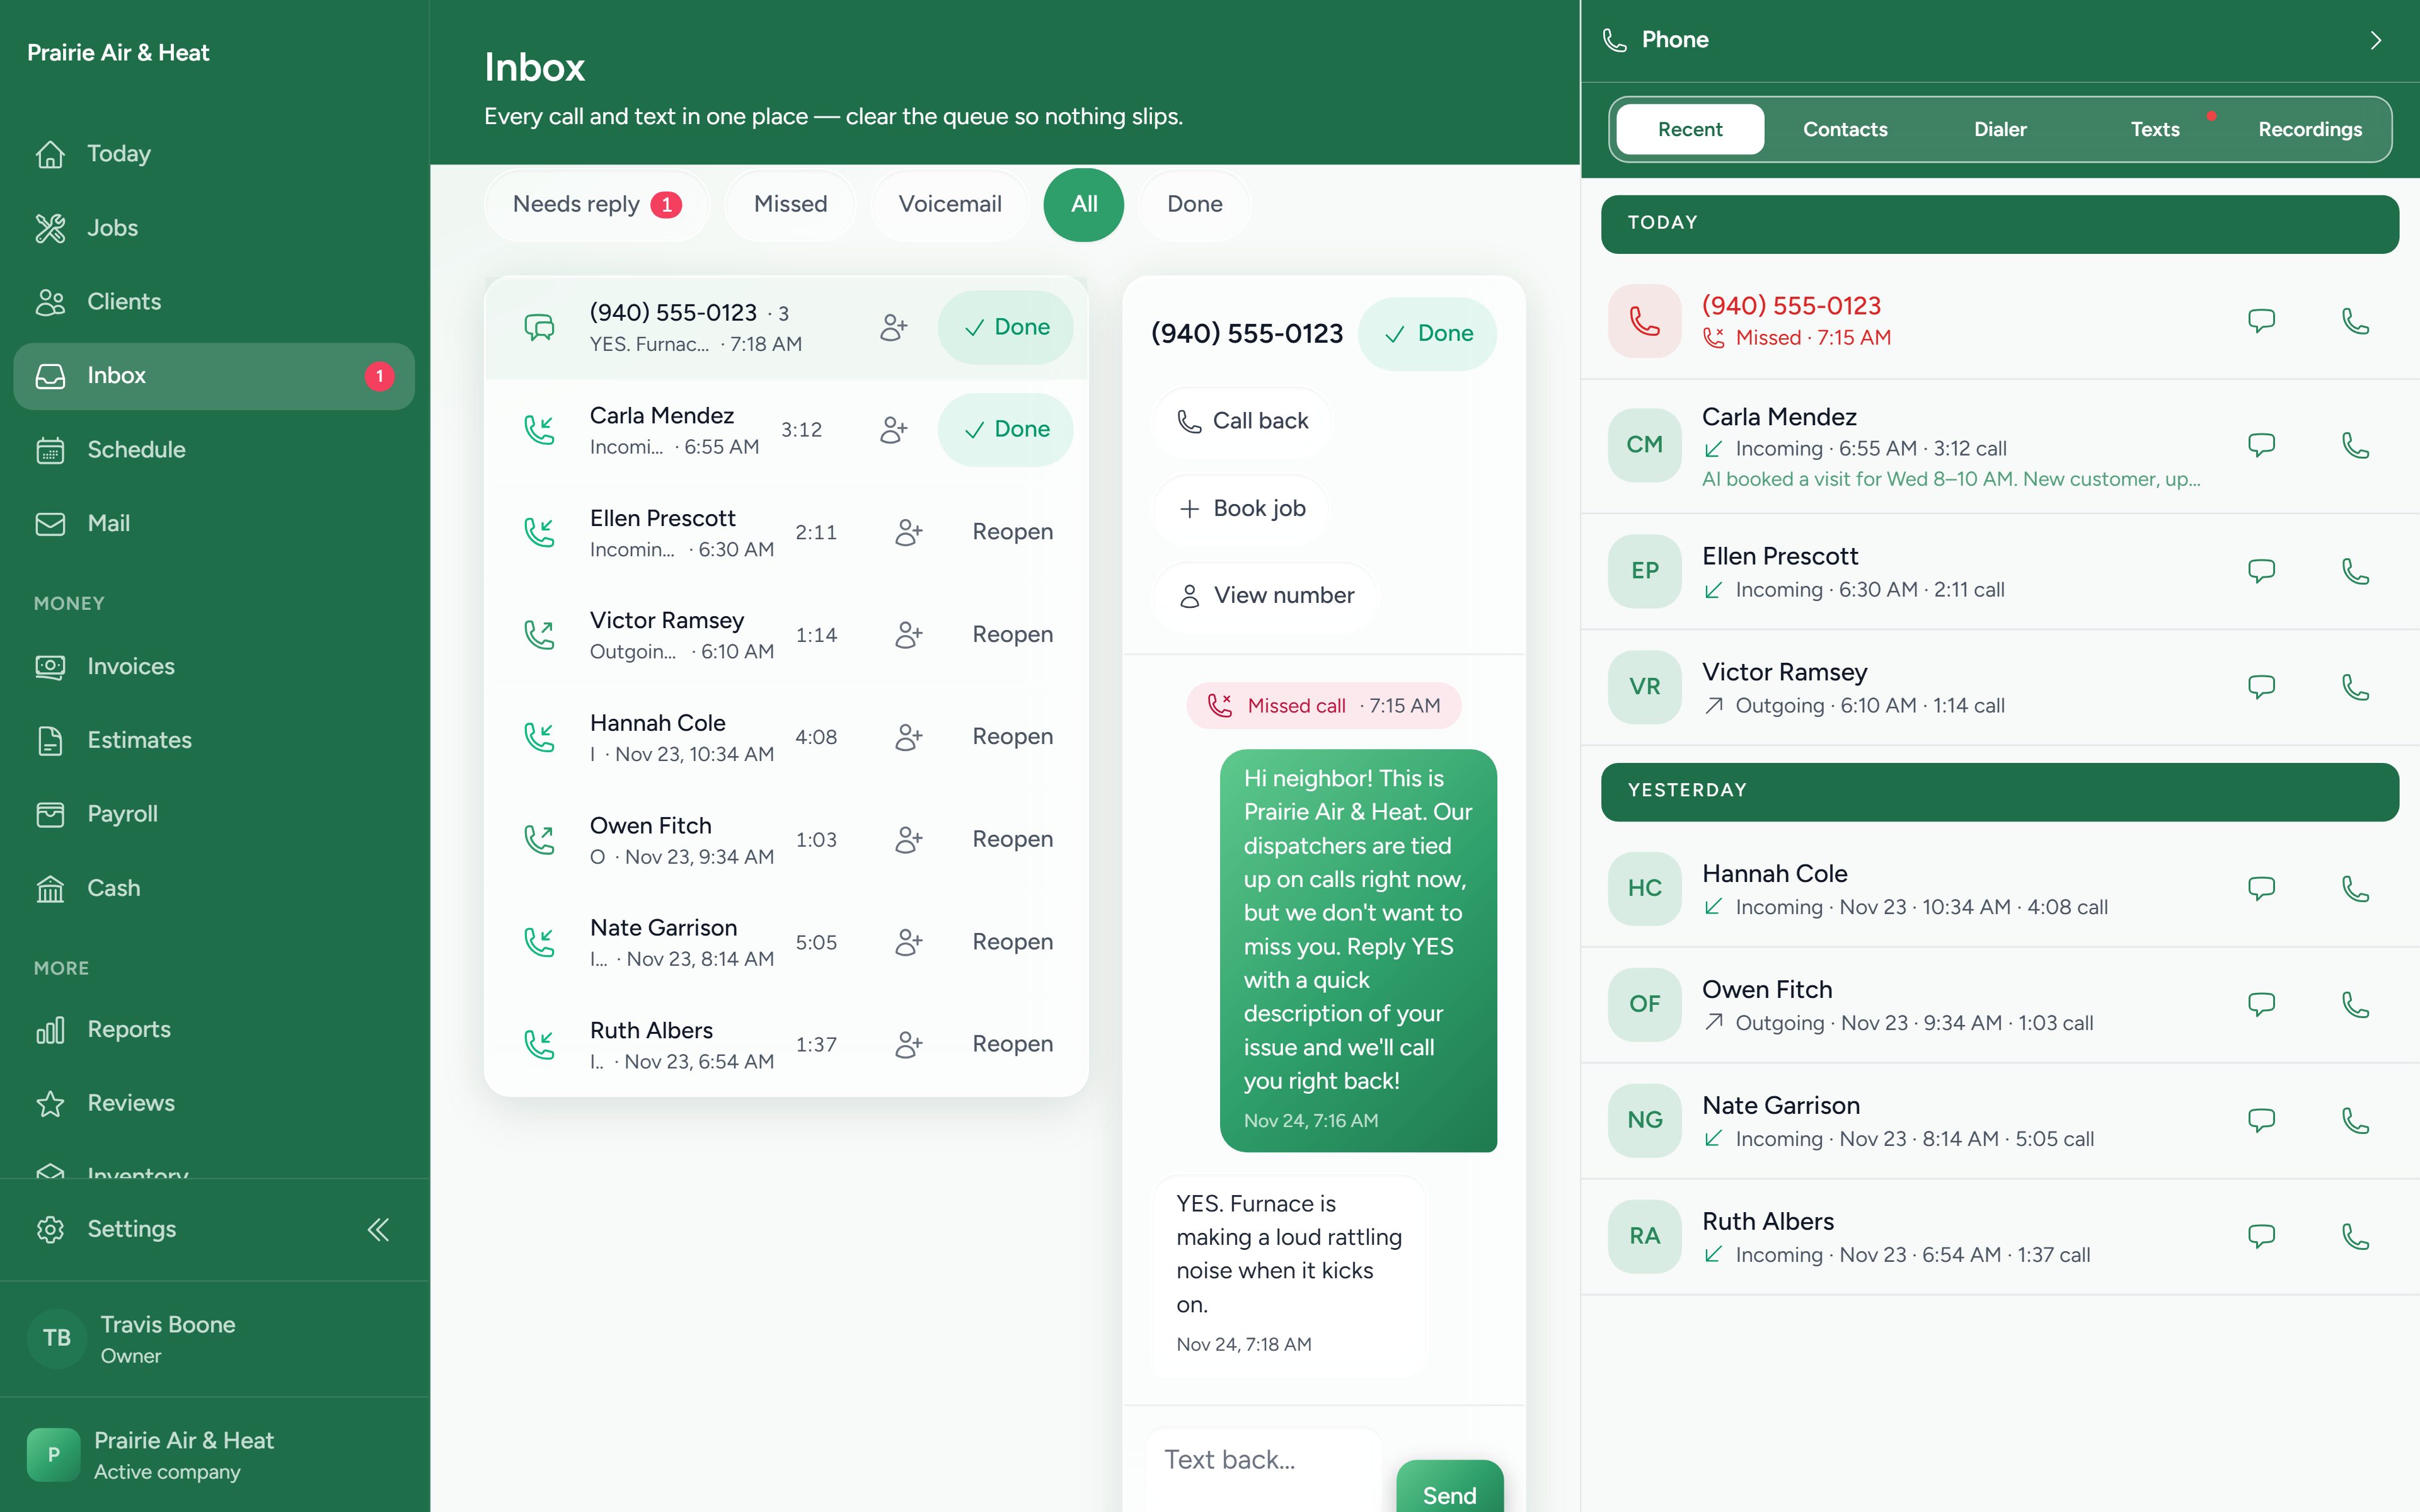 Prairie Air & Heat
Today
Jobs
Clients
Inbox
1
Schedule
Mail
MONEY
Invoices
Estimates
Payroll
Cash
MORE
Reports
Reviews
Inventory
Settings
TB
Travis Boone
Owner
P
Prairie Air & Heat
Active company
Inbox
Every call and text in one place — clear the queue so nothing slips.
Needs reply 1
Missed
Voicemail
All
Done
(940) 555-0123 · 3
YES. Furnac... · 7:18 AM
Done
Carla Mendez
Incomi... · 6:55 AM
3:12
Done
Ellen Prescott
Incomin... · 6:30 AM
2:11
Reopen
Victor Ramsey
Outgoin... · 6:10 AM
1:14
Reopen
Hannah Cole
I · Nov 23, 10:34 AM
4:08
Reopen
Owen Fitch
O · Nov 23, 9:34 AM
1:03
Reopen
Nate Garrison
I... · Nov 23, 8:14 AM
5:05
Reopen
Ruth Albers
I.. · Nov 23, 6:54 AM
1:37
Reopen
(940) 555-0123
Done
Call back
Book job
View number
Missed call · 7:15 AM
Hi neighbor! This is
Prairie Air & Heat. Our
dispatchers are tied
up on calls right now,
but we don't want to
miss you. Reply YES
with a quick
description of your
issue and we'll call
you right back!
Nov 24, 7:16 AM
YES. Furnace is
making a loud rattling
noise when it kicks
on.
Nov 24, 7:18 AM
Text back...
Send
Phone
Recent
Contacts
Dialer
Texts
Recordings
TODAY
(940) 555-0123
Missed · 7:15 AM
CM
Carla Mendez
Incoming · 6:55 AM · 3:12 call
AI booked a visit for Wed 8–10 AM. New customer, up...
EP
Ellen Prescott
Incoming · 6:30 AM · 2:11 call
VR
Victor Ramsey
Outgoing · 6:10 AM · 1:14 call
YESTERDAY
HC
Hannah Cole
Incoming · Nov 23 · 10:34 AM · 4:08 call
OF
Owen Fitch
Outgoing · Nov 23 · 9:34 AM · 1:03 call
NG
Nate Garrison
Incoming · Nov 23 · 8:14 AM · 5:05 call
RA
Ruth Albers
Incoming · Nov 23 · 6:54 AM · 1:37 call